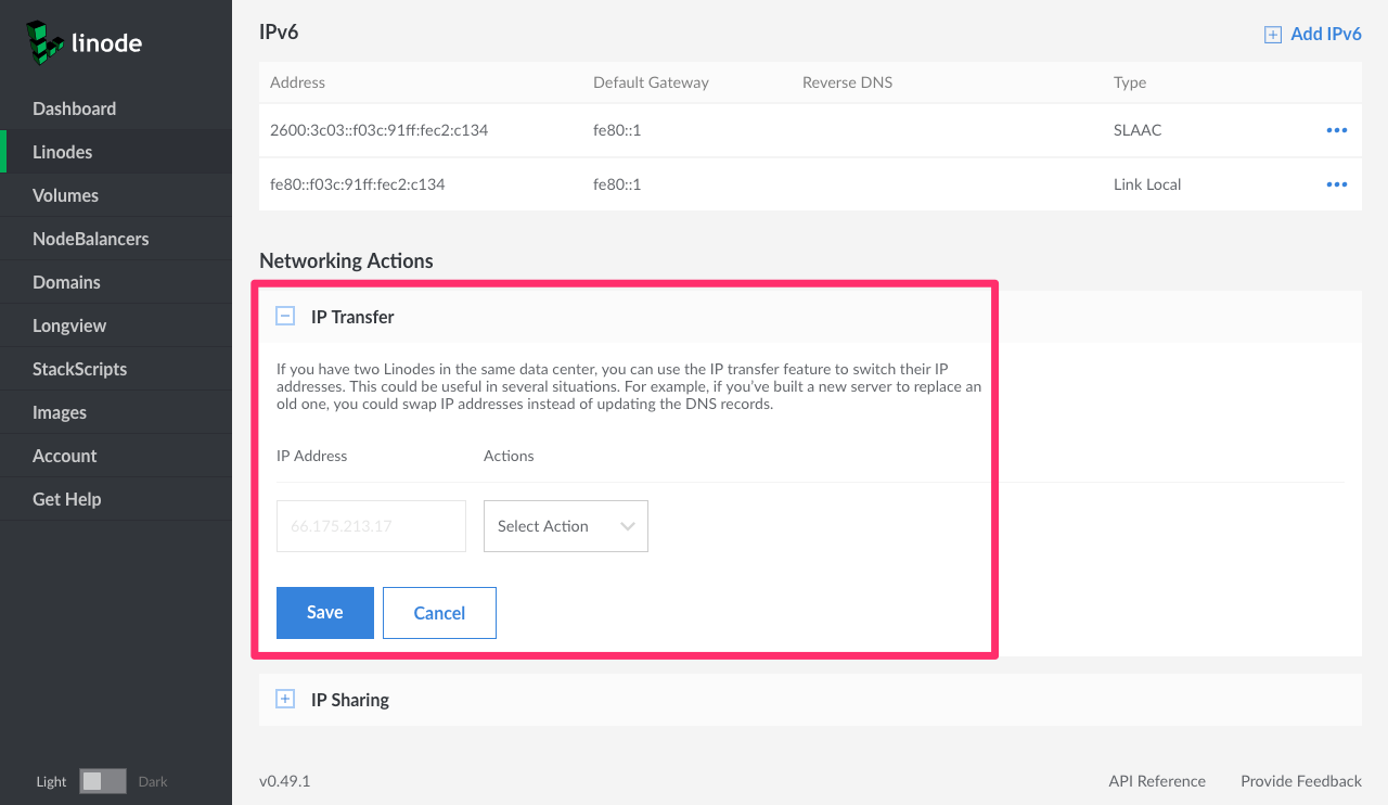 linode
Dashboard
Linodes
Volumes
NodeBalancers
Domains
Longview
StackScripts
Images
Account
Get Help
Light Dark
IPv6
Add IPv6
Address Default Gateway Reverse DNS Type
2600:3c03::f03c:91ff:fec2:c134 fe80::1 SLAAC
fe80::f03c:91ff:fec2:c134 fe80::1 Link Local
Networking Actions
IP Transfer
If you have two Linodes in the same data center, you can use the IP transfer feature to switch their IP
addresses. This could be useful in several situations. For example, if you've built a new server to replace an
old one, you could swap IP addresses instead of updating the DNS records.
IP Address Actions
66.175.213.17 Select Action
Save Cancel
IP Sharing
v0.49.1 API Reference Provide Feedback